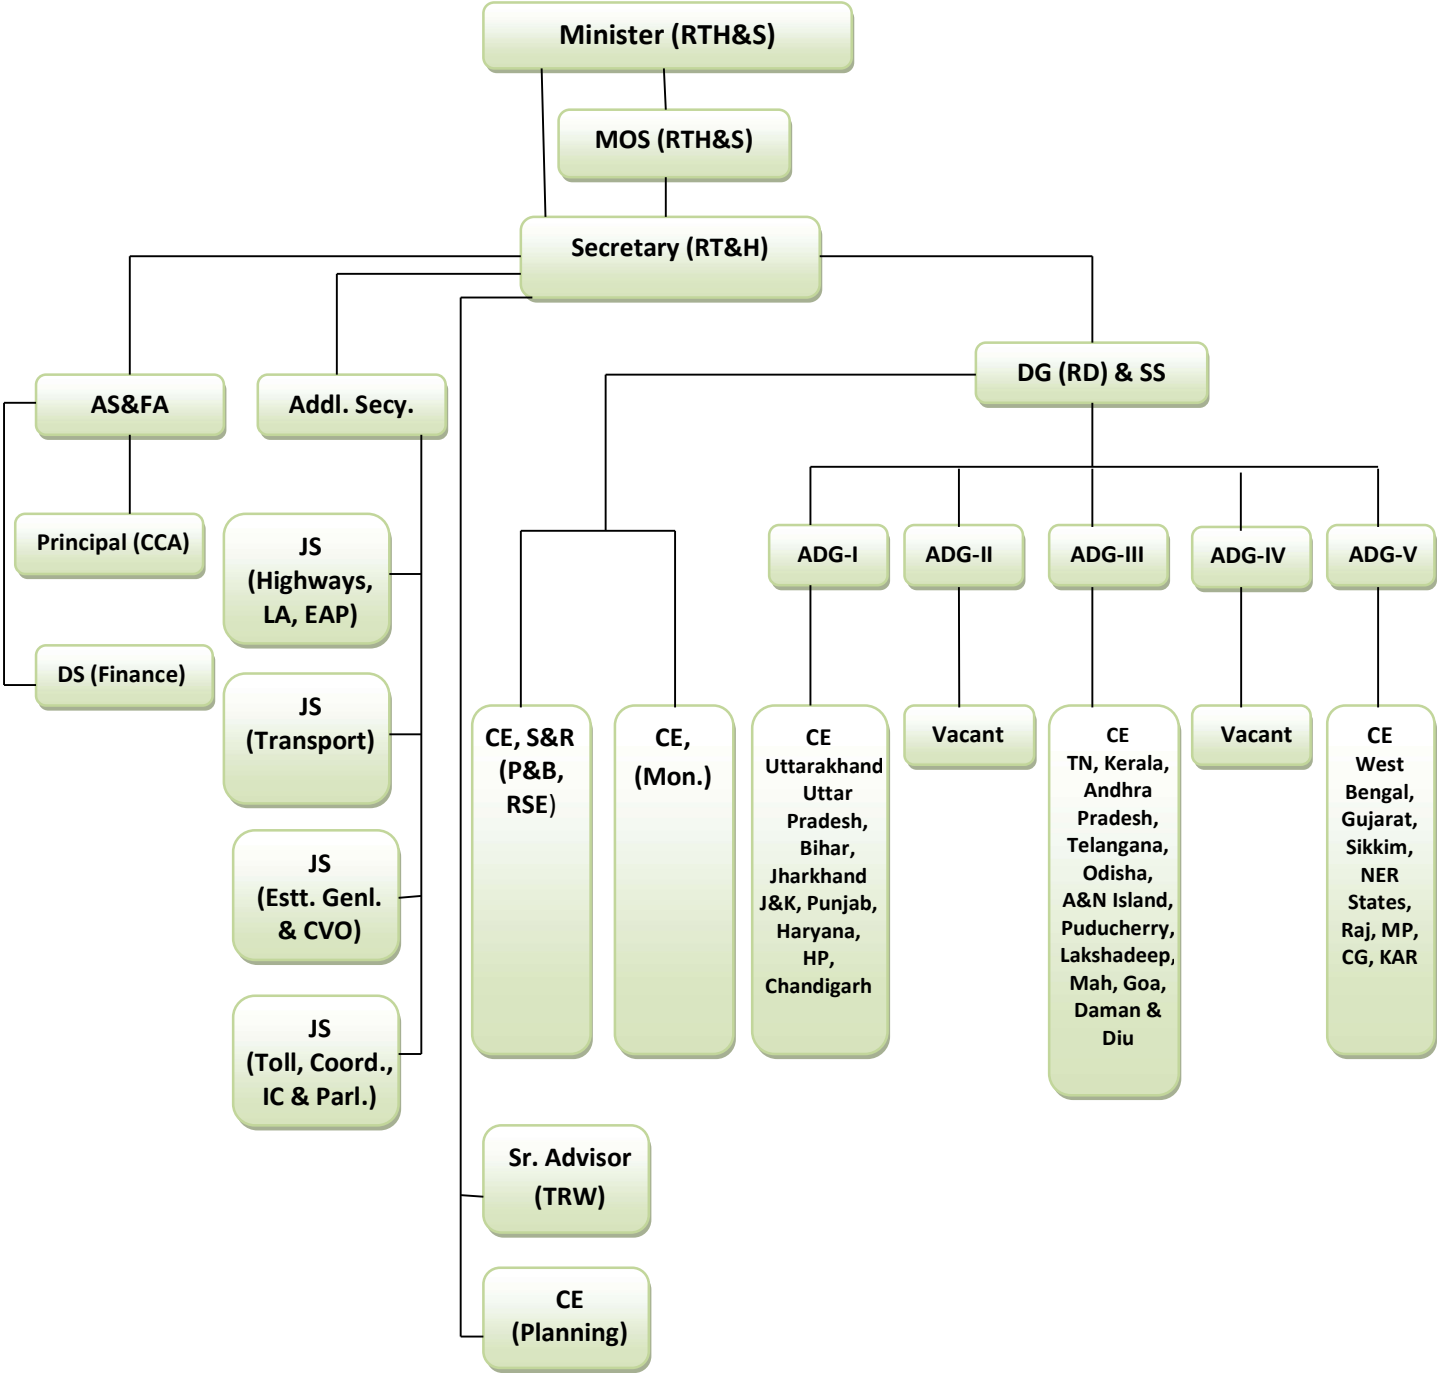 Minister (RTH&S)
MOS (RTH&S)
Secretary (RT&H)
DG (RD) & SS
AS&FA
Addl. Secy.
Principal (CCA)
DS (Finance)
JS
(Highways,
LA, EAP)
JS
(Transport)
JS
(Estt. Genl.
& CVO)
JS
(Toll, Coord.,
IC & Parl.)
ADG-I
ADG-II
ADG-III
ADG-IV
ADG-V
CE, S&R
(P&B,
RSE)
CE,
(Mon.)
CE
Uttarakhand
Uttar
Pradesh,
Bihar,
Jharkhand
J&K, Punjab,
Haryana,
HP,
Chandigarh
Vacant
CE
TN, Kerala,
Andhra
Pradesh,
Telangana,
Odisha,
A&N Island,
Puducherry,
Lakshadeep,
Mah, Goa,
Daman &
Diu
Vacant
CE
West
Bengal,
Gujarat,
Sikkim,
NER
States,
Raj, MP,
CG, KAR
Sr. Advisor
(TRW)
CE
(Planning)